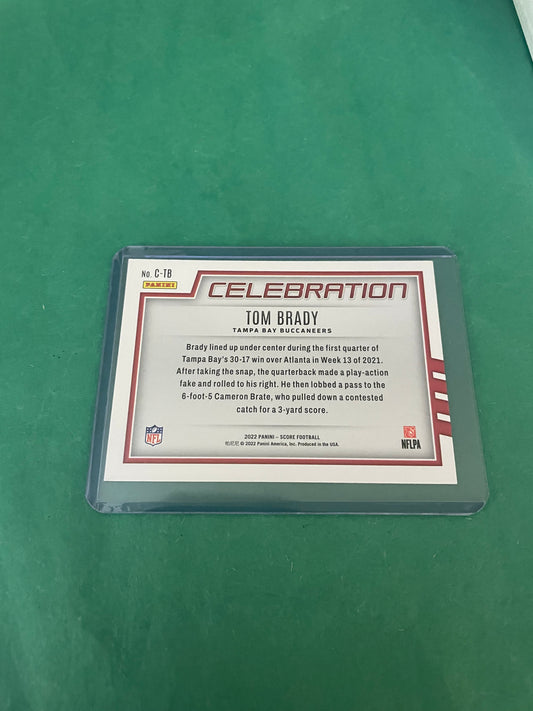 No. C-TB
PANINI
CELEBRATION
TOM BRADY
TAMPA BAY BUCCANEERS
Brady lined up under center during the first quarter of
Tampa Bay's 30-17 win over Atlanta in Week 13 of 2021.
After taking the snap, the quarterback made a play-action
fake and rolled to his right. He then lobbed a pass to the
6-foot-5 Cameron Brate, who pulled down a contested
catch for a 3-yard score.
NFL
NFLPA
2022 PANINI – SCORE FOOTBALL
帕尼尼 © 2022 Panini America, Inc. Produced in the USA.